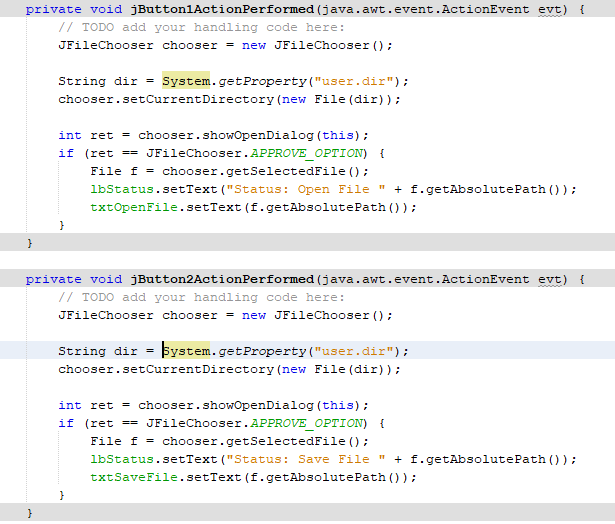 private void jButton1ActionPerformed(java.awt.event.ActionEvent evt) {
// TODO add your handling code here:
JFileChooser chooser = new JFileChooser();
String dir = System.getProperty("user.dir");
chooser.setCurrentDirectory(new File(dir));
int ret = chooser.showOpenDialog(this);
if (ret == JFileChooser.APPROVE_OPTION) {
File f = chooser.getSelectedFile();
lbStatus.setText("Status: Open File " + f.getAbsolutePath());
txtOpenFile.setText(f.getAbsolutePath());
}
}
private void jButton2ActionPerformed(java.awt.event.ActionEvent evt) {
// TODO add your handling code here:
JFileChooser chooser = new JFileChooser();
String dir = System.getProperty("user.dir");
chooser.setCurrentDirectory(new File(dir));
int ret = chooser.showOpenDialog(this);
if (ret == JFileChooser.APPROVE_OPTION) {
File f = chooser.getSelectedFile();
lbStatus.setText("Status: Save File " + f.getAbsolutePath());
txtSaveFile.setText(f.getAbsolutePath());
}
}